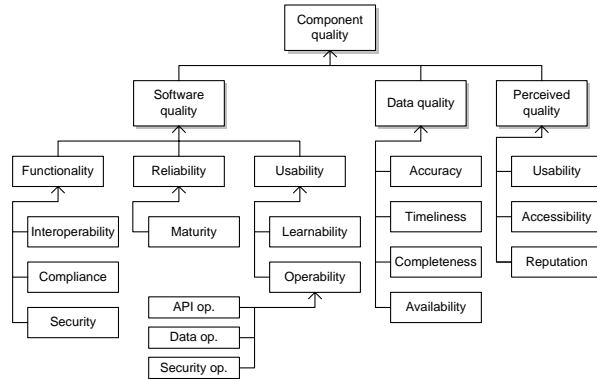 Component
quality
Software
quality
Data quality
Perceived
quality
Functionality
Reliability
Usability
Accuracy
Usability
Interoperability
Maturity
Learnability
Timeliness
Accessibility
Compliance
Operability
Completeness
Reputation
API op.
Security
Data op.
Availability
Security op.